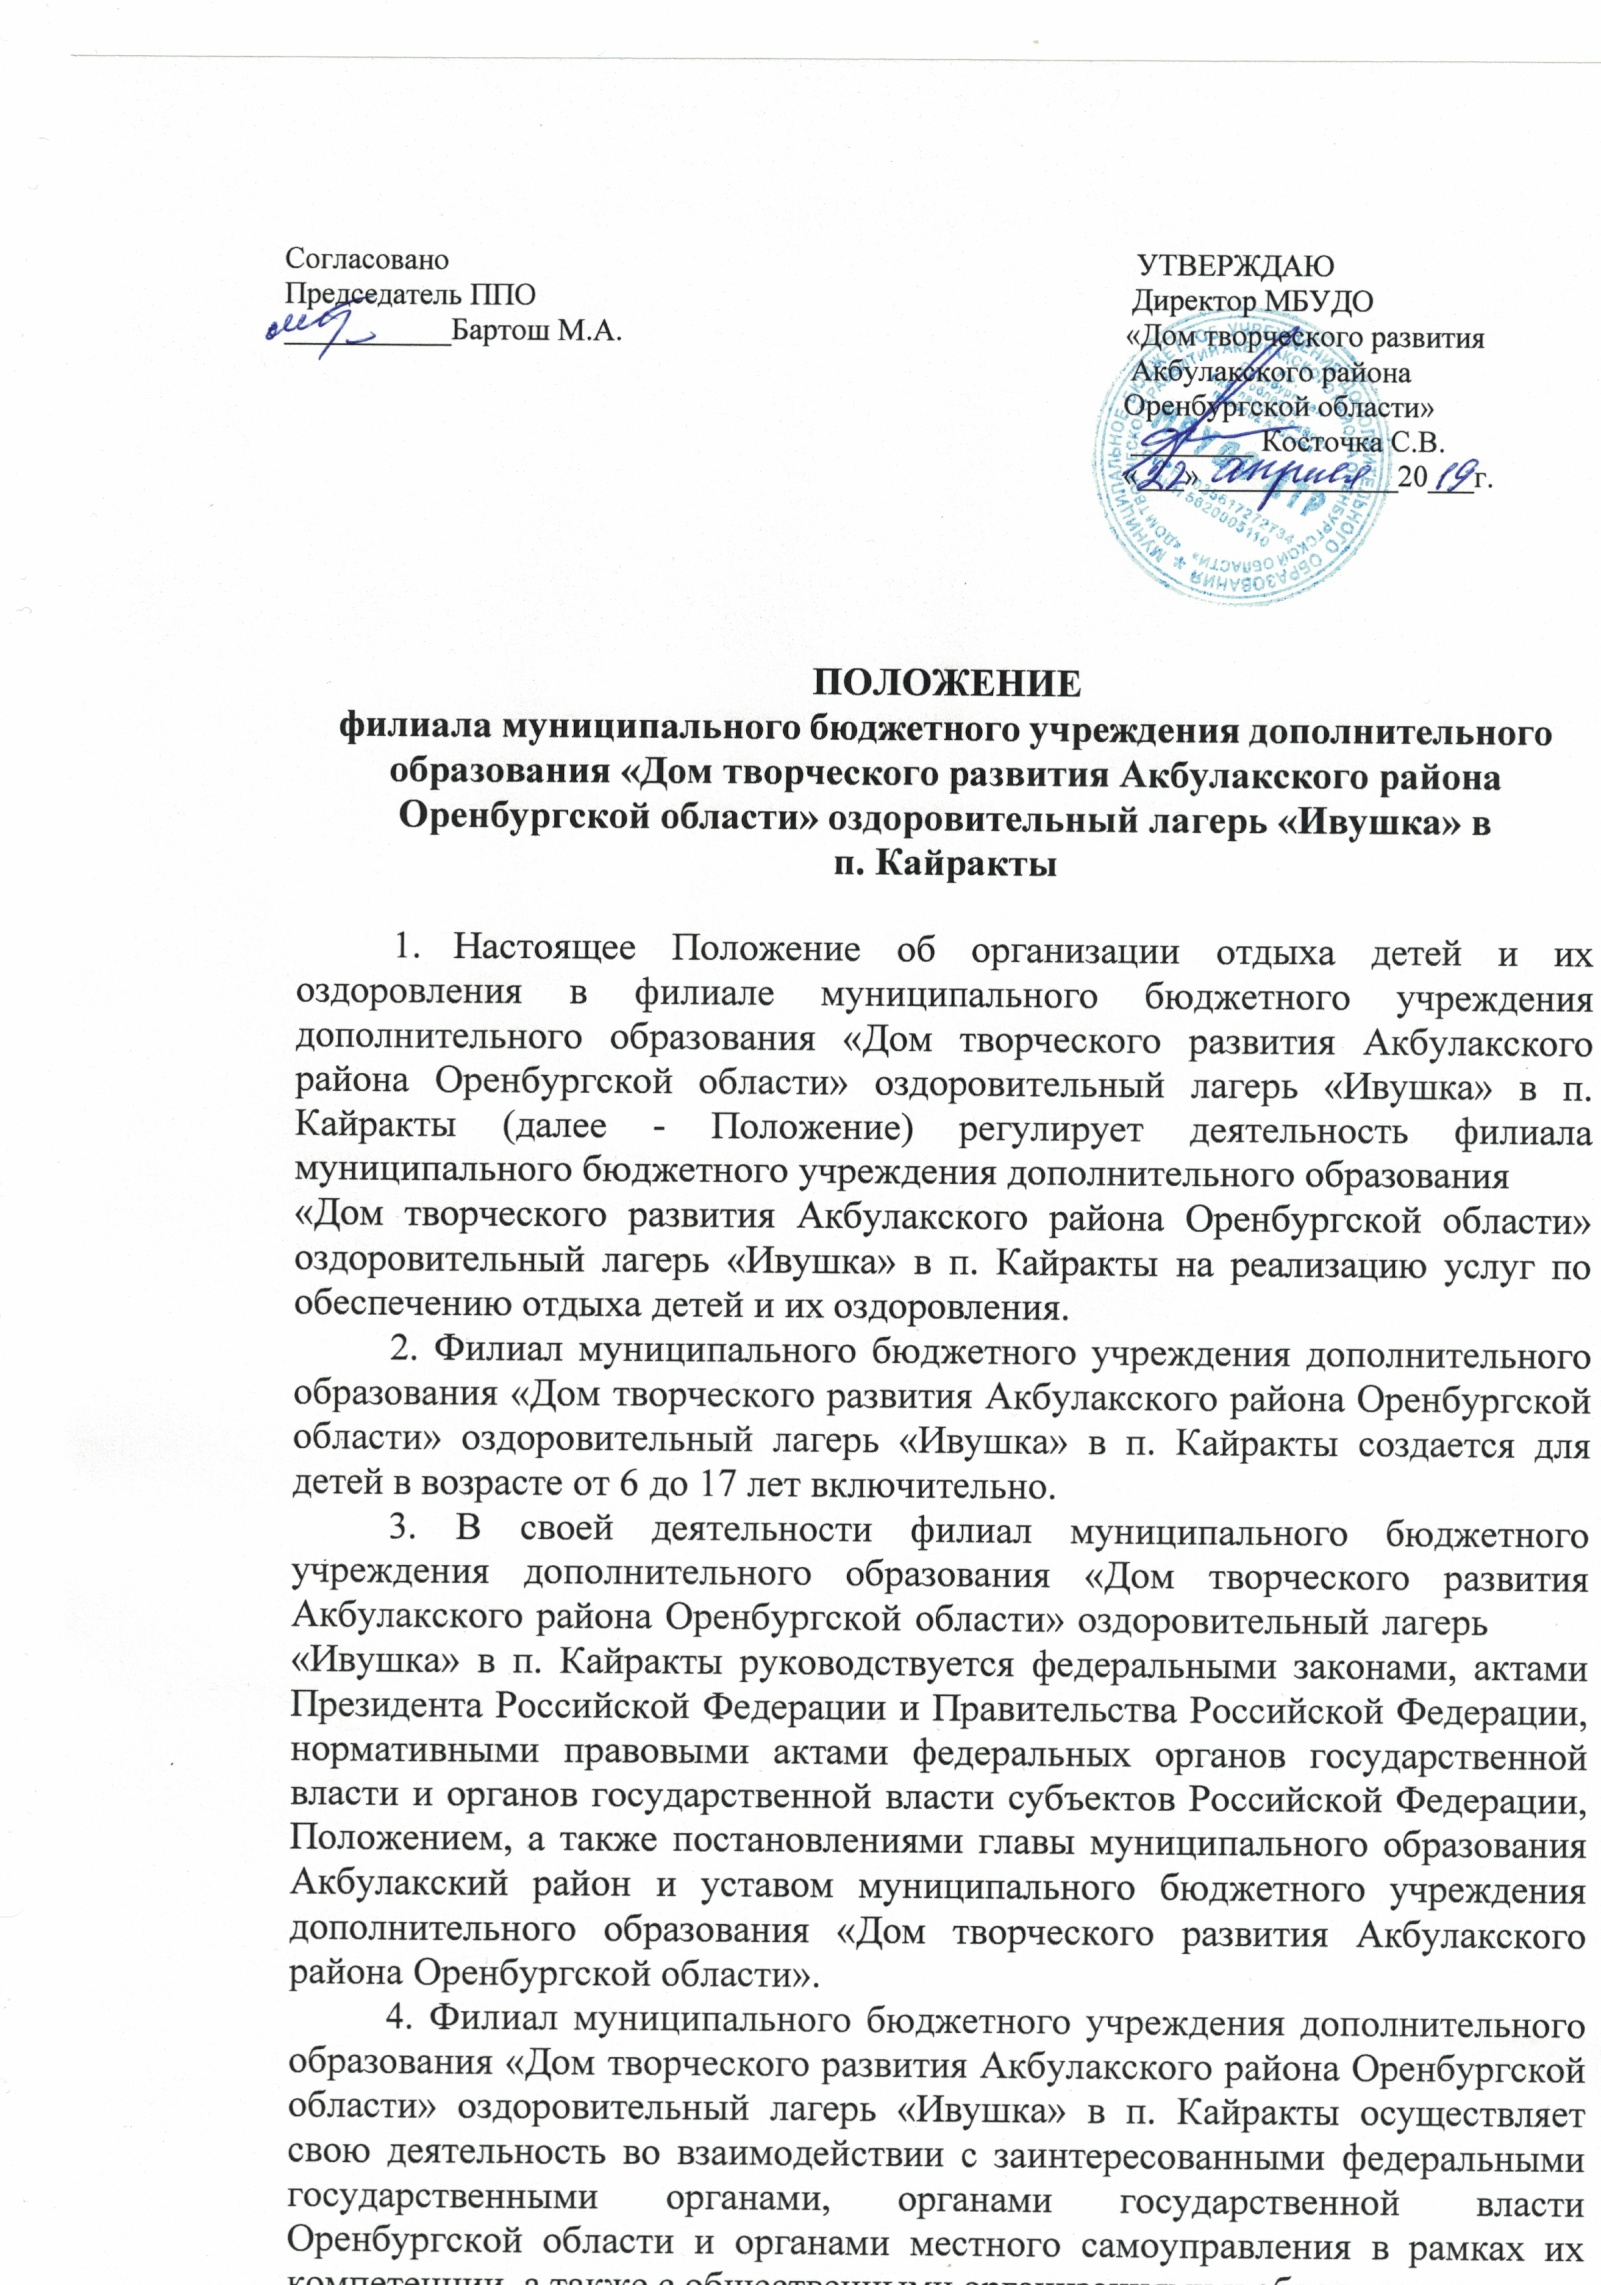 Согласовано
Председатель ППО
____________Бартош М.А.
УТВЕРЖДАЮ
Директор МБУДО
«Дом творческого развития
Акбулакского района
Оренбургской области»
_________ Косточка С.В.
«22» апреля 2019г.
ПОЛОЖЕНИЕ
филиала муниципального бюджетного учреждения дополнительного
образования «Дом творческого развития Акбулакского района
Оренбургской области» оздоровительный лагерь «Ивушка» в
п. Кайракты
1. Настоящее Положение об организации отдыха детей и их
оздоровления в филиале муниципального бюджетного учреждения
дополнительного образования «Дом творческого развития Акбулакского
района Оренбургской области» оздоровительный лагерь «Ивушка» в п.
Кайракты (далее - Положение) регулирует деятельность филиала
муниципального бюджетного учреждения дополнительного образования
«Дом творческого развития Акбулакского района Оренбургской области»
оздоровительный лагерь «Ивушка» в п. Кайракты на реализацию услуг по
обеспечению отдыха детей и их оздоровления.
2. Филиал муниципального бюджетного учреждения дополнительного
образования «Дом творческого развития Акбулакского района Оренбургской
области» оздоровительный лагерь «Ивушка» в п. Кайракты создается для
детей в возрасте от 6 до 17 лет включительно.
3. В своей деятельности филиал муниципального бюджетного
учреждения дополнительного образования «Дом творческого развития
Акбулакского района Оренбургской области» оздоровительный лагерь
«Ивушка» в п. Кайракты руководствуется федеральными законами, актами
Президента Российской Федерации и Правительства Российской Федерации,
нормативными правовыми актами федеральных органов государственной
власти и органов государственной власти субъектов Российской Федерации,
Положением, а также постановлениями главы муниципального образования
Акбулакский район и уставом муниципального бюджетного учреждения
дополнительного образования «Дом творческого развития Акбулакского
района Оренбургской области».
4. Филиал муниципального бюджетного учреждения дополнительного
образования «Дом творческого развития Акбулакского района Оренбургской
области» оздоровительный лагерь «Ивушка» в п. Кайракты осуществляет
свою деятельность во взаимодействии с заинтересованными федеральными
государственными органами, органами государственной власти
Оренбургской области и органами местного самоуправления в рамках их
компетенции, а также с общественными